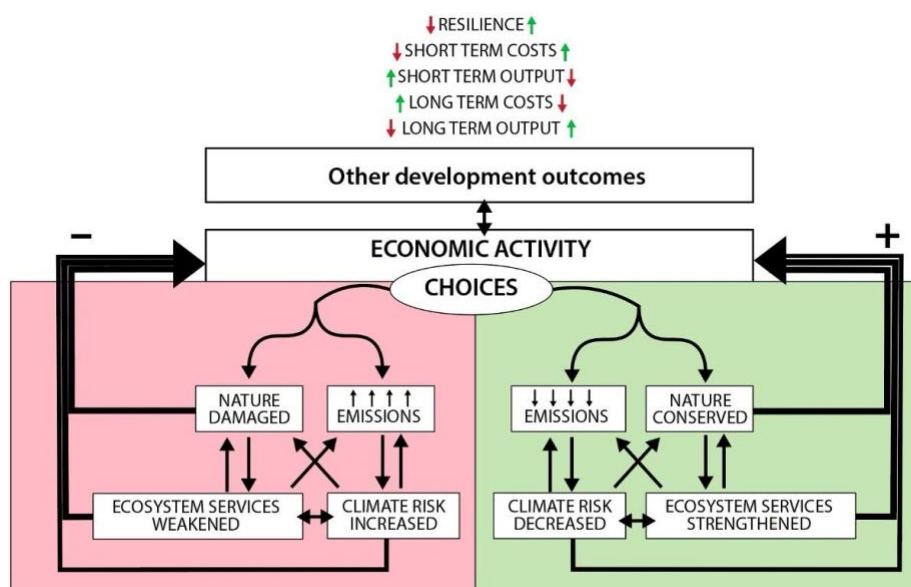 ↓RESILIENCE↑
↓SHORT TERM COSTS↑
↑SHORT TERM OUTPUT↓
↑LONG TERM COSTS↓
↓LONG TERM OUTPUT↑
Other development outcomes
−
+
ECONOMIC ACTIVITY
CHOICES
NATURE
DAMAGED
↑↑↑↑
EMISSIONS
↓↓↓↓
EMISSIONS
NATURE
CONSERVED
ECOSYSTEM SERVICES
WEAKENED
CLIMATE RISK
INCREASED
CLIMATE RISK
DECREASED
ECOSYSTEM SERVICES
STRENGTHENED